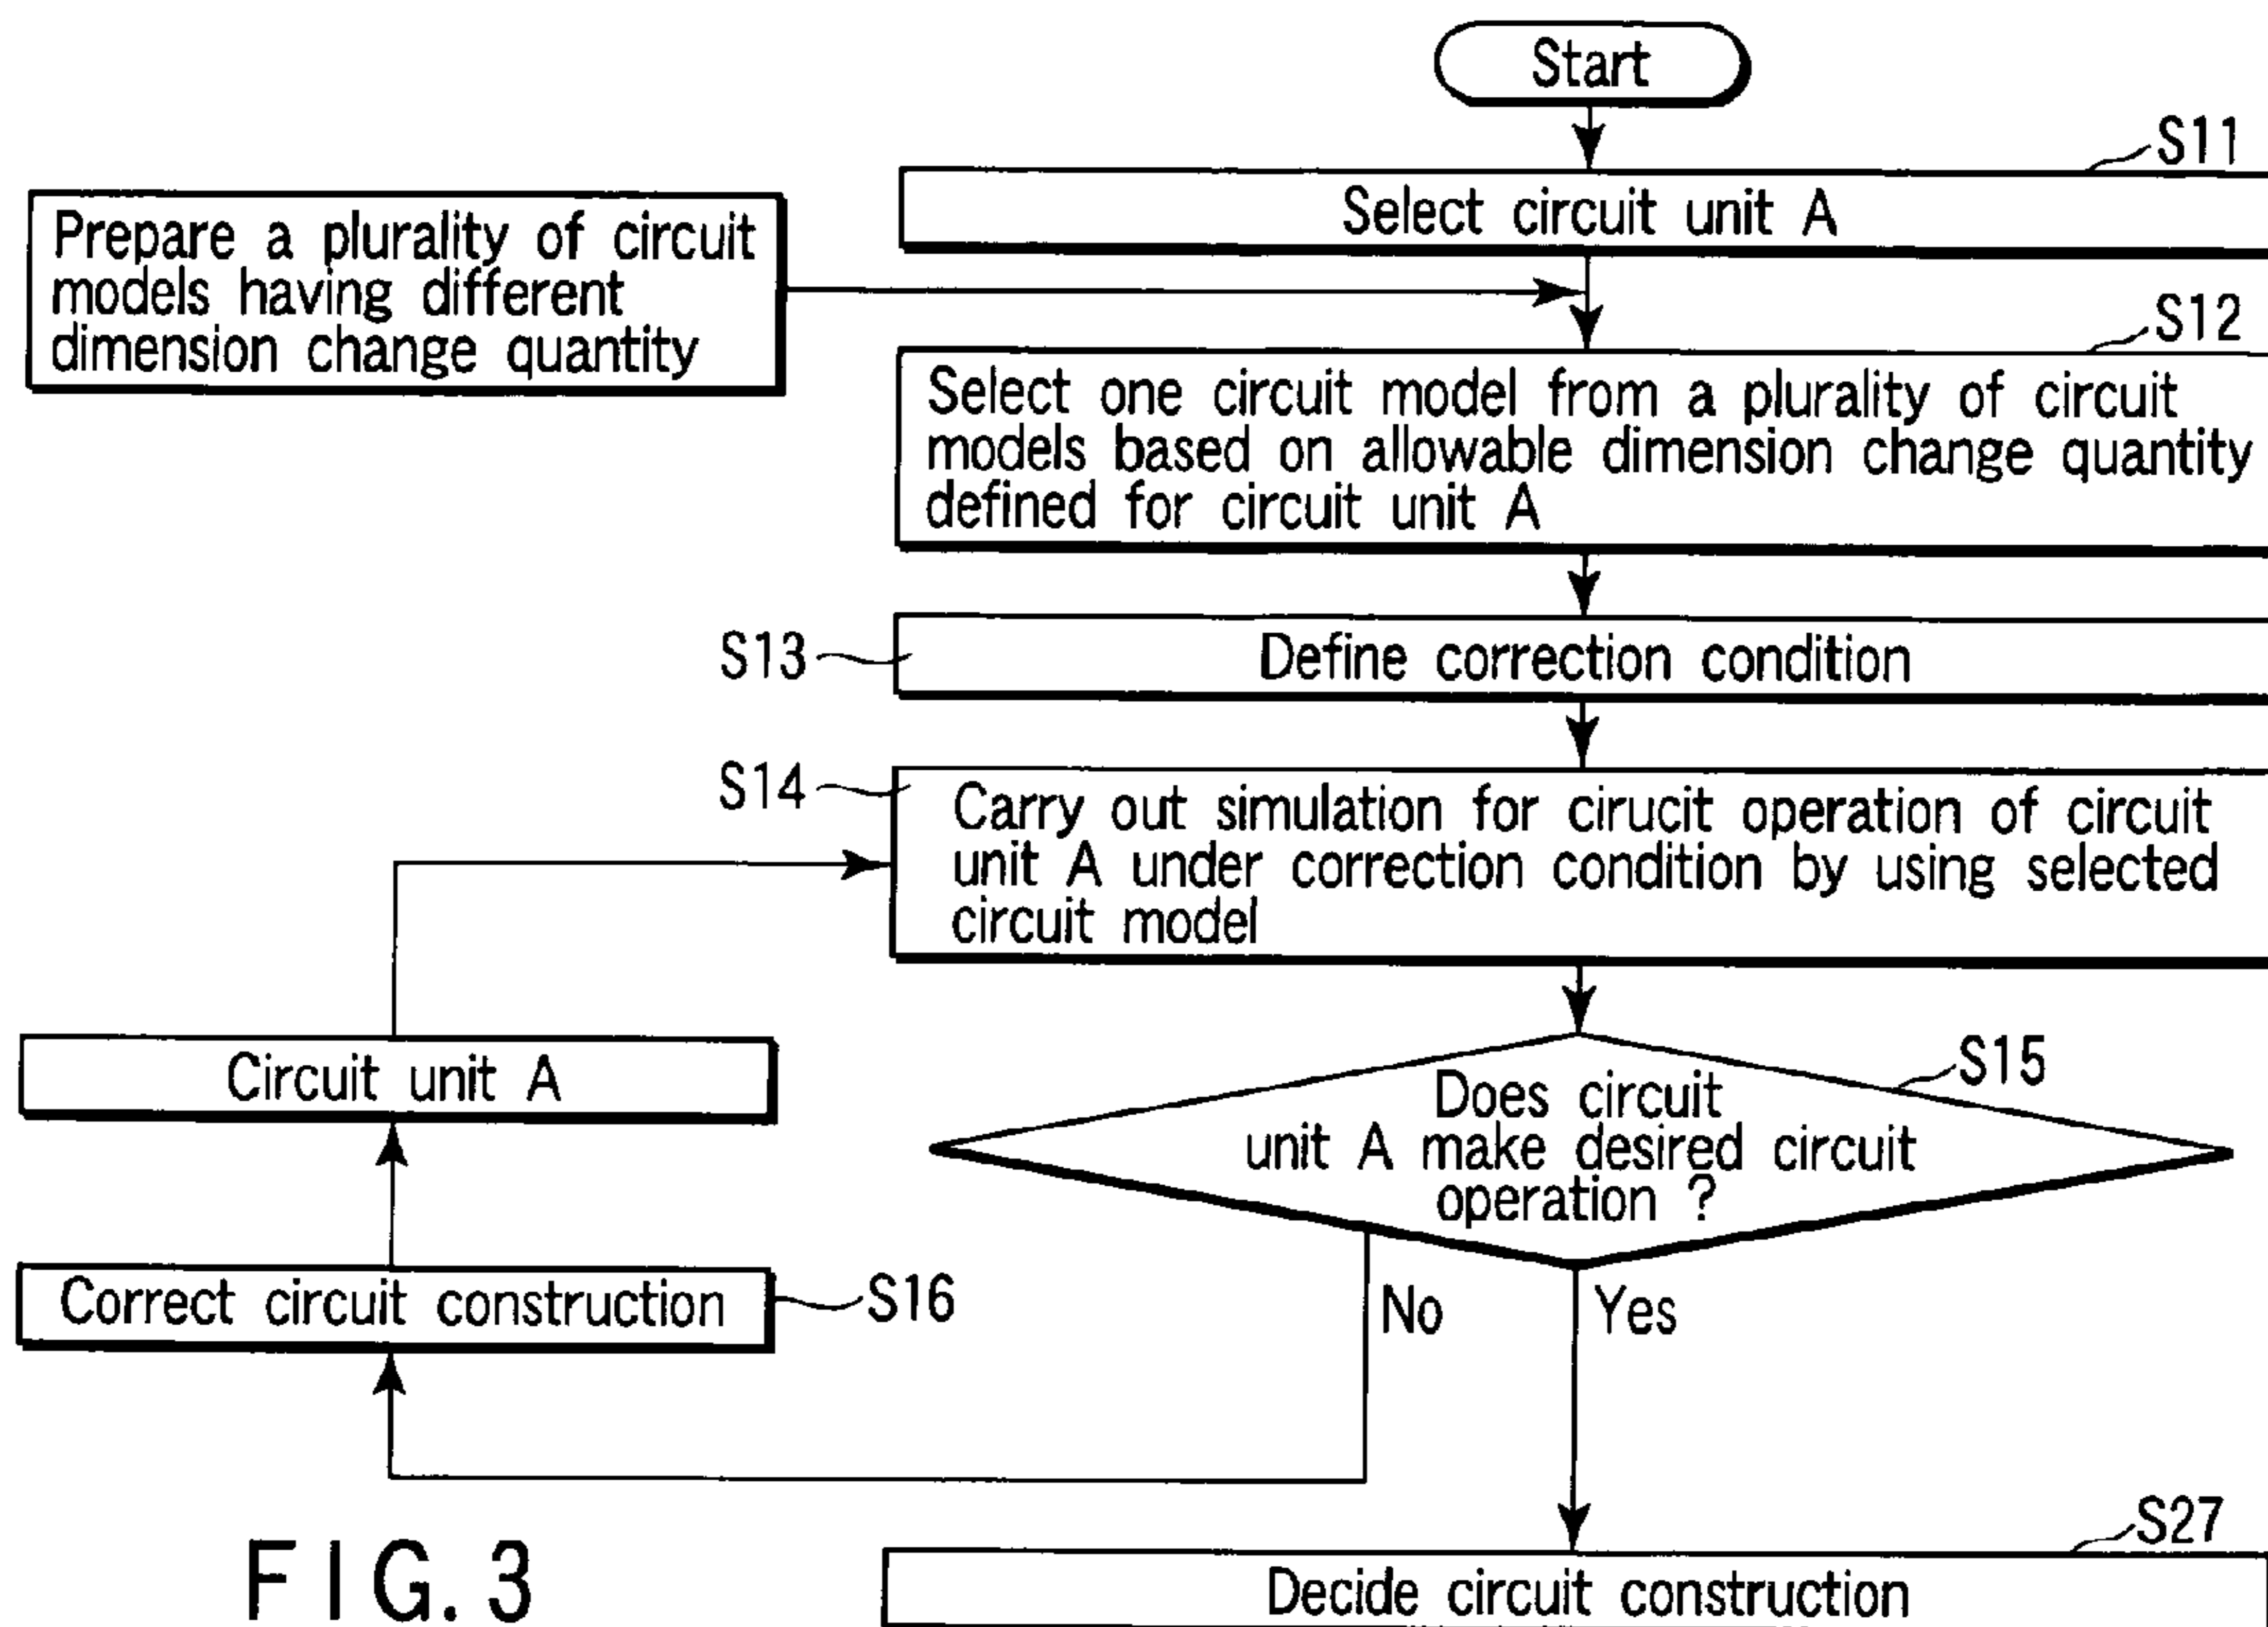 Start
S11
Select circuit unit A
Prepare a plurality of circuit
models having different
dimension change quantity
S12
Select one circuit model from a plurality of circuit
models based on allowable dimension change quantity
defined for circuit unit A
S13
Define correction condition
S14
Carry out simulation for cirucit operation of circuit
unit A under correction condition by using selected
circuit model
Circuit unit A
S15
Does circuit
unit A make desired circuit
operation ?
Correct circuit construction
S16
No
Yes
S27
Decide circuit construction
FIG. 3